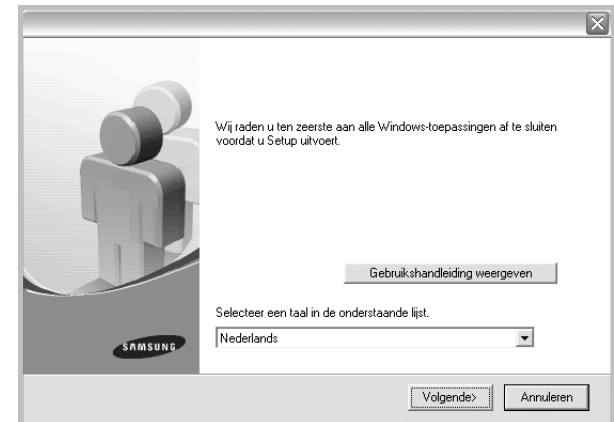 Wij raden u ten zeerste aan alle Windows-toepassingen af te sluiten
voordat u Setup uitvoert.
Gebruikshandleiding weergeven
Selecteer een taal in de onderstaande lijst.
Nederlands
SAMSUNG
Volgende>
Annuleren